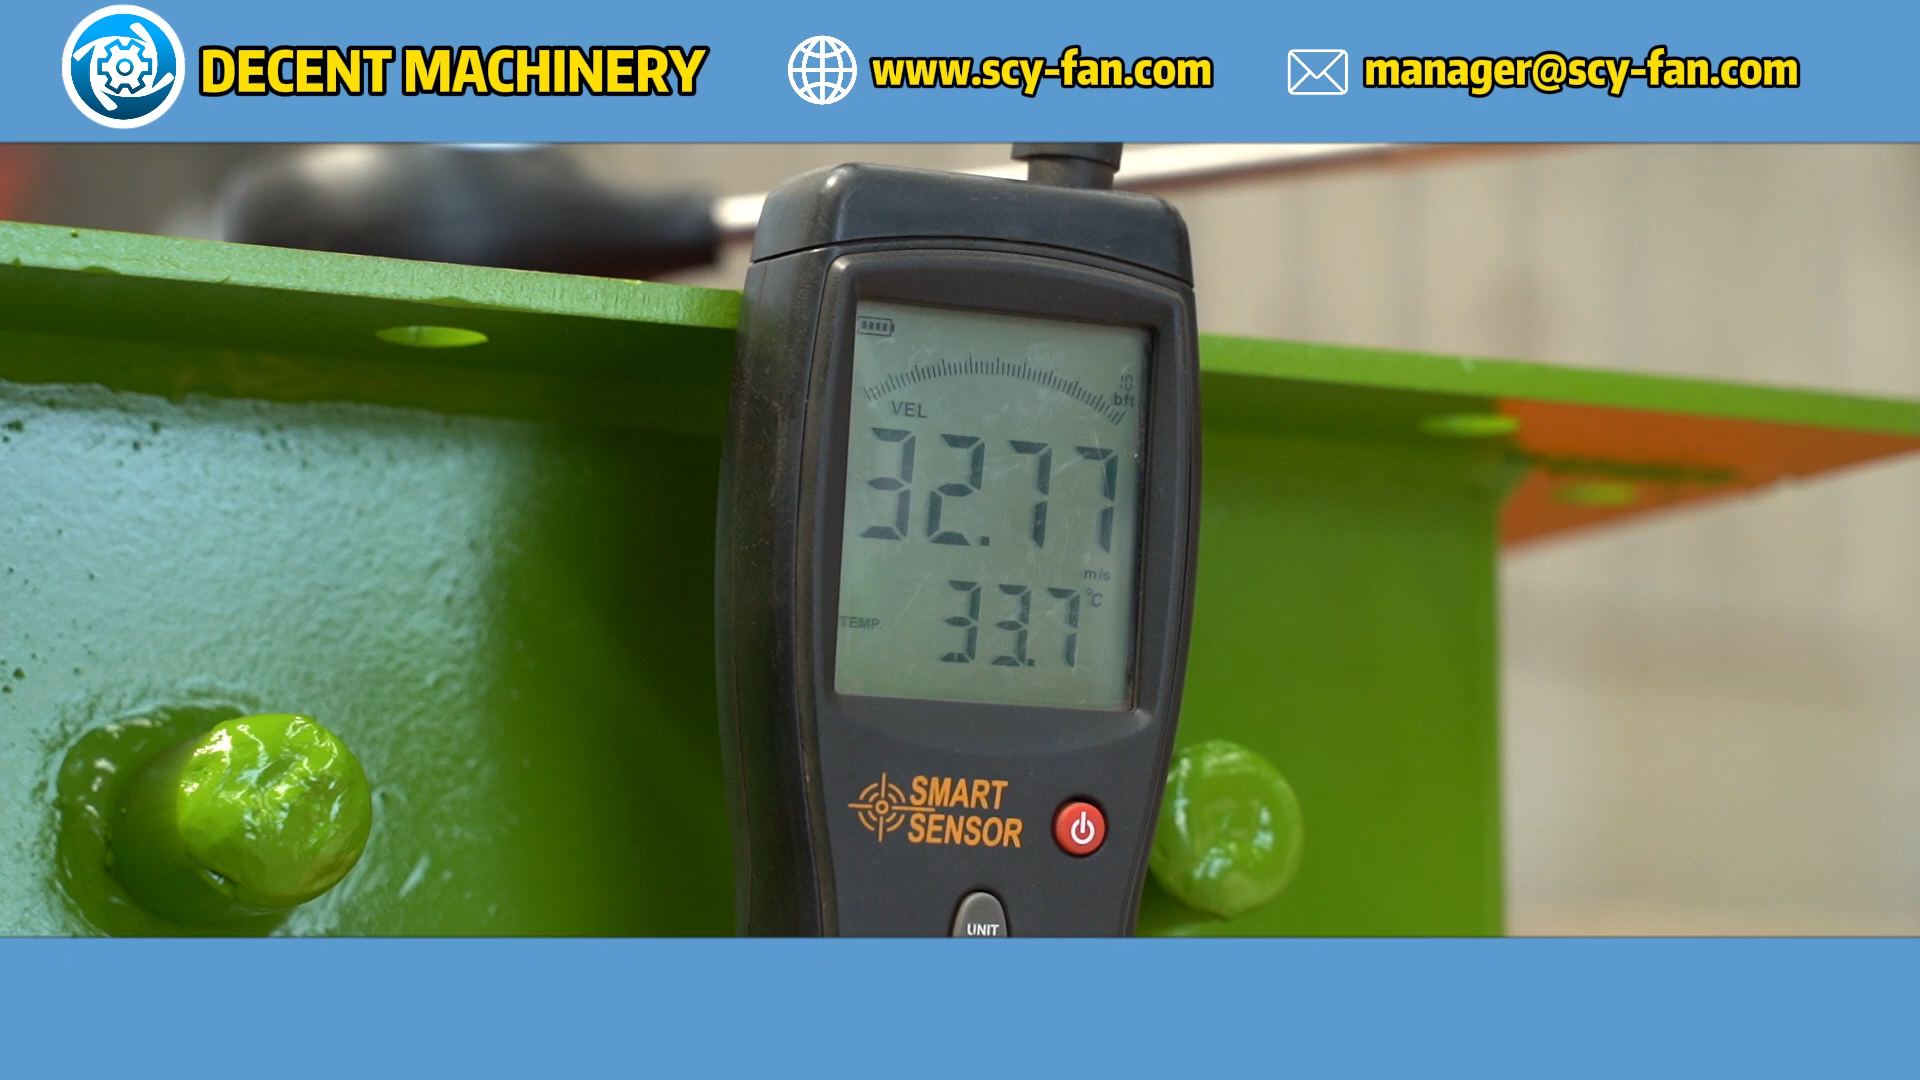 DECENT MACHINERY
www.scy-fan.com
manager@scy-fan.com
bft
VEL
32.77
m/s
33.7 °C
TEMP.
SMART
SENSOR
UNIT